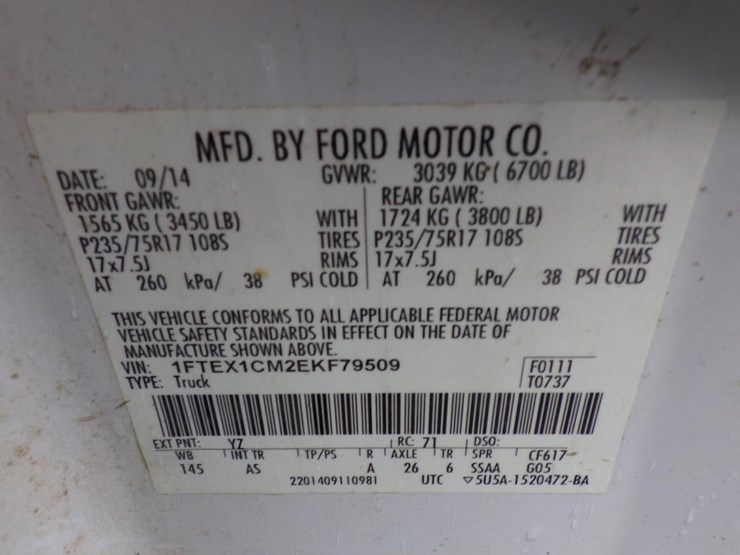 MFD. BY FORD MOTOR CO.
DATE: 09/14 GVWR: 3039 KG ( 6700 LB)
FRONT GAWR: REAR GAWR:
1565 KG ( 3450 LB) WITH 1724 KG ( 3800 LB) WITH
P235/75R17 108S TIRES P235/75R17 108S TIRES
17x7.5J RIMS 17x7.5J RIMS
AT 260 kPa/ 38 PSI COLD AT 260 kPa/ 38 PSI COLD
THIS VEHICLE CONFORMS TO ALL APPLICABLE FEDERAL MOTOR
VEHICLE SAFETY STANDARDS IN EFFECT ON THE DATE OF
MANUFACTURE SHOWN ABOVE.
VIN: 1FTEX1CM2EKF79509 F0111
TYPE: Truck T0737
EXT PNT: YZ RC: 71 DSO:
WB INT TR TP/PS R AXLE TR SPR CF617
145 AS A 26 6 SSAA G05
2201409110981 UTC ▽5U5A-1520472-BA